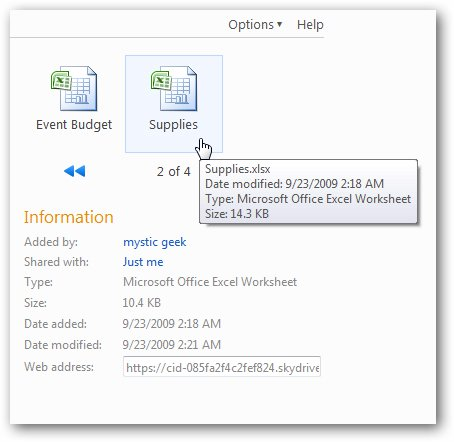 Options▾ Help
Event Budget Supplies
2 of 4
Supplies.xlsx
Date modified: 9/23/2009 2:18 AM
Type: Microsoft Office Excel Worksheet
Size: 14.3 KB
Information
Added by: mystic geek
Shared with: Just me
Type: Microsoft Office Excel Worksheet
Size: 10.4 KB
Date added: 9/23/2009 2:18 AM
Date modified: 9/23/2009 2:21 AM
Web address: https://cid-085fa2f4c2fef824.skydrive